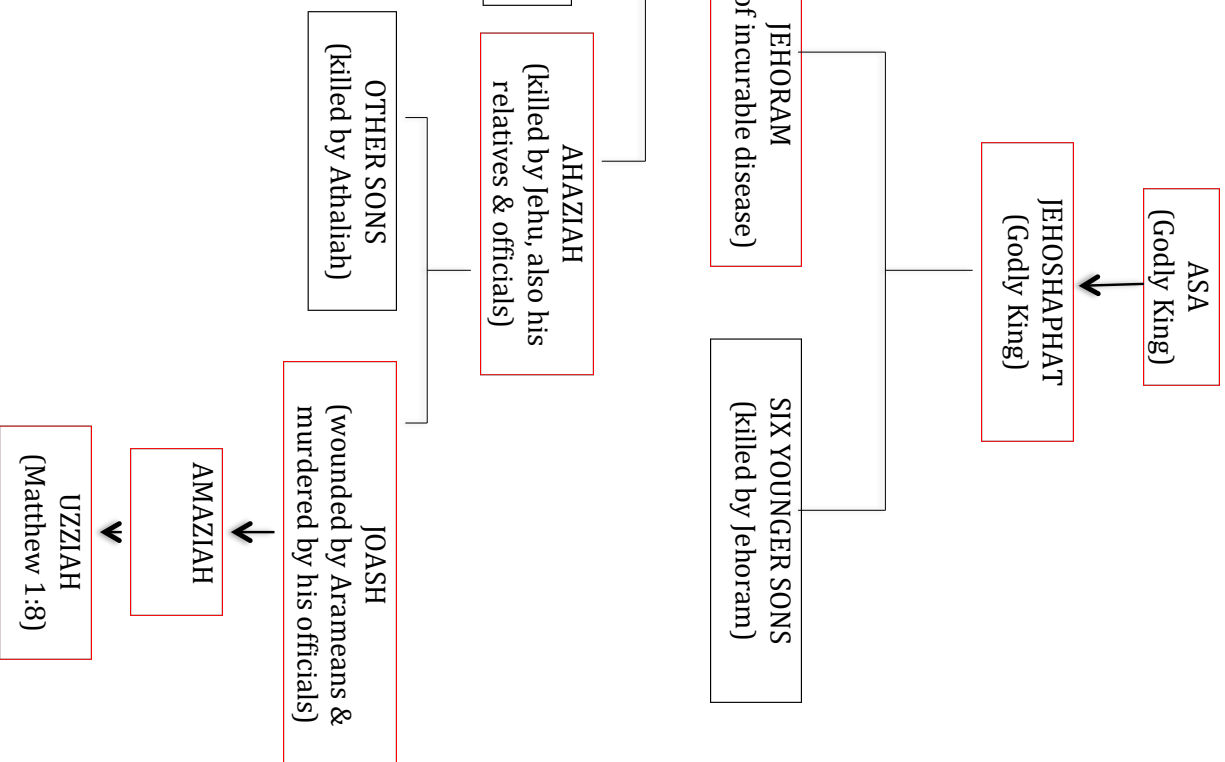 ASA
(Godly King)
JEHOSHAPHAT
(Godly King)
JEHORAM
of incurable disease)
SIX YOUNGER SONS
(killed by Jehoram)
AHAZIAH
(killed by Jehu, also his
relatives & officials)
OTHER SONS
(killed by Athaliah)
JOASH
(wounded by Arameans &
murdered by his officials)
AMAZIAH
UZZIAH
(Matthew 1:8)